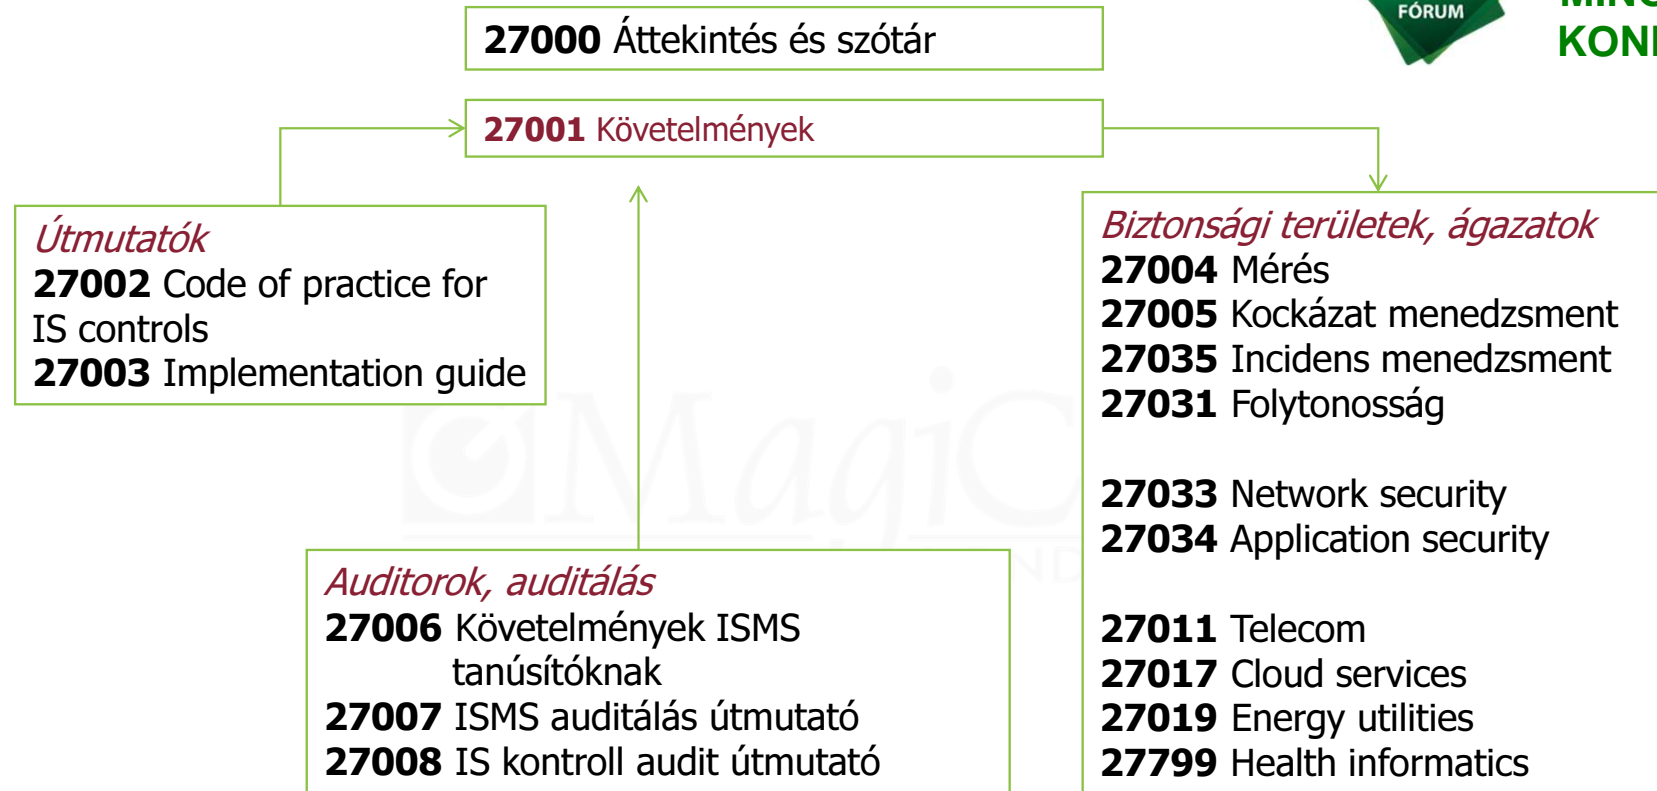 FÓRUM
27000 Áttekintés és szótár
27001 Követelmények
Útmutatók
27002 Code of practice for
IS controls
27003 Implementation guide
Auditorok, auditálás
27006 Követelmények ISMS
tanúsítóknak
27007 ISMS auditálás útmutató
27008 IS kontroll audit útmutató
Biztonsági területek, ágazatok
27004 Mérés
27005 Kockázat menedzsment
27035 Incidens menedzsment
27031 Folytonosság
27033 Network security
27034 Application security
27011 Telecom
27017 Cloud services
27019 Energy utilities
27799 Health informatics